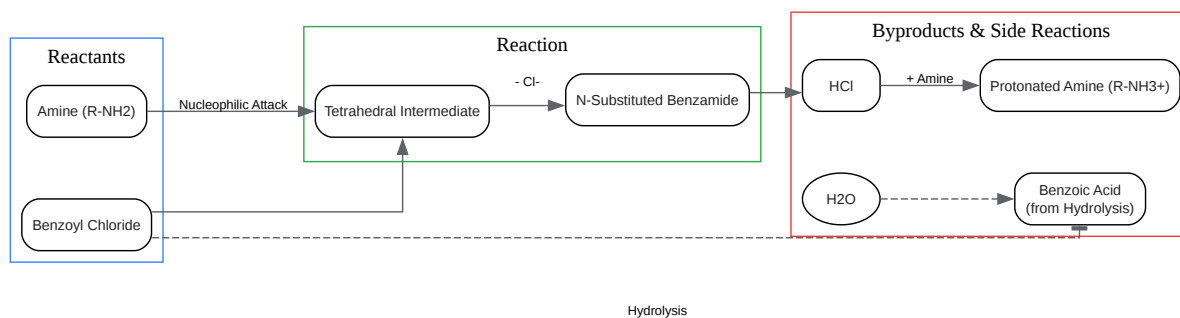 Reactants
Amine (R-NH2)
Benzoyl Chloride
Nucleophilic Attack
Reaction
Tetrahedral Intermediate
- Cl-
N-Substituted Benzamide
Byproducts & Side Reactions
HCl
+ Amine
Protonated Amine (R-NH3+)
H2O
Benzoic Acid
(from Hydrolysis)
Hydrolysis